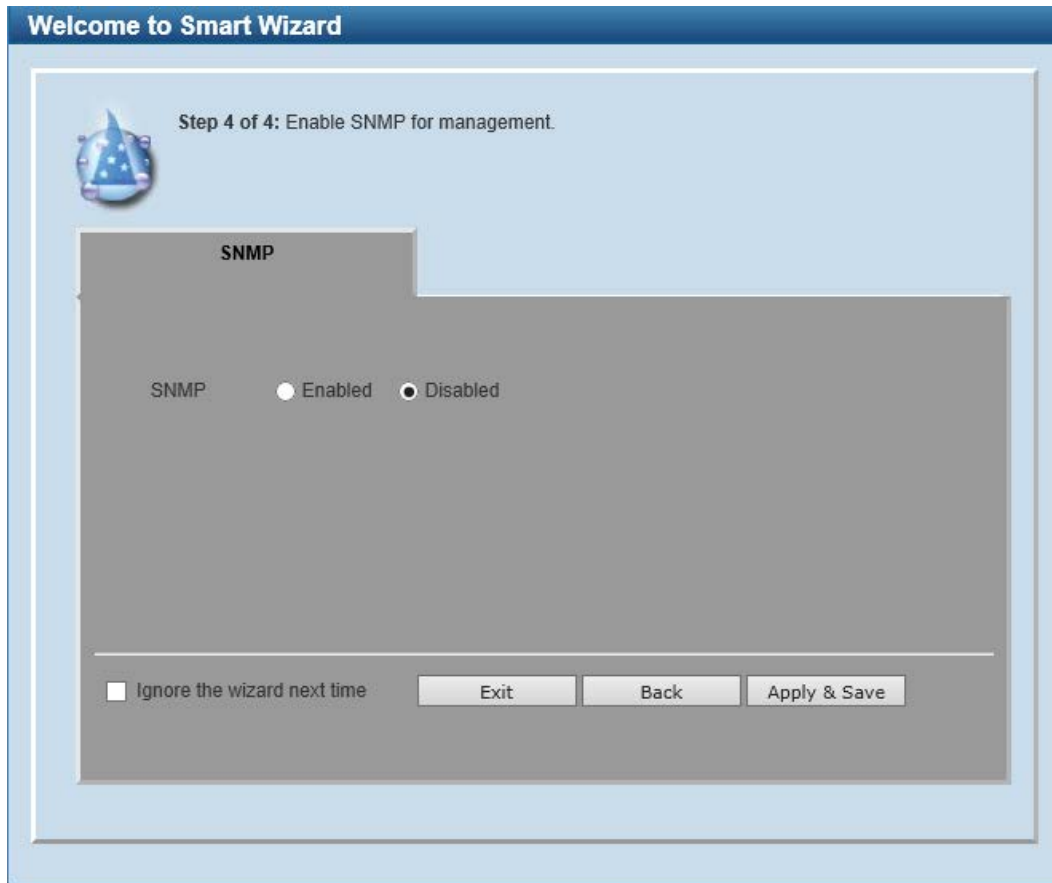 Welcome to Smart Wizard
Step 4 of 4: Enable SNMP for management.
SNMP
SNMP Enabled Disabled
Ignore the wizard next time Exit Back Apply & Save